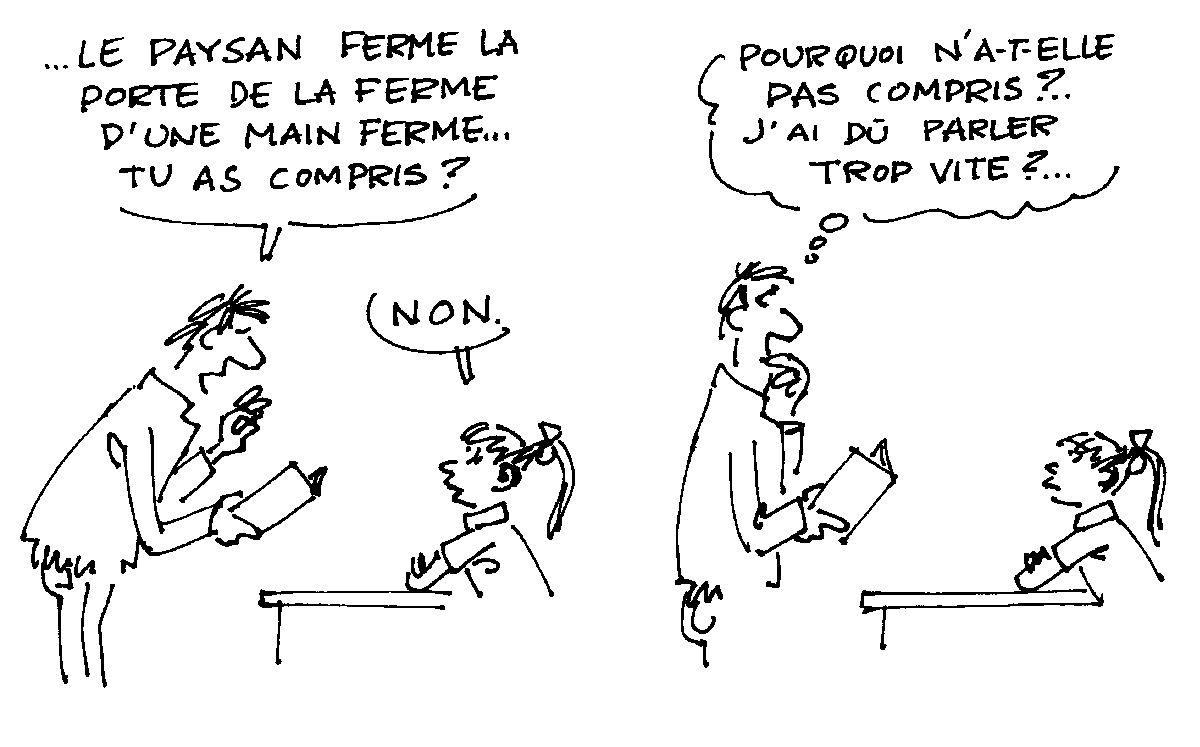 ...LE PAYSAN FERME LA
PORTE DE LA FERME
D'UNE MAIN FERME...
TU AS COMPRIS ?
NON.
POURQUOI N'A-T-ELLE
PAS COMPRIS ?..
J'AI DÛ PARLER
TROP VITE ?...